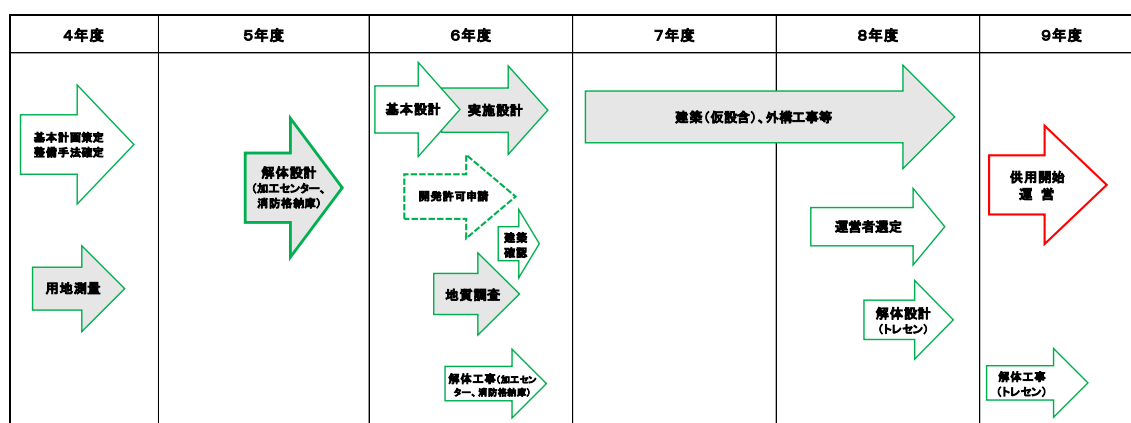 4年度
5年度
6年度
7年度
8年度
9年度
基本計画策定
整備手法確定
用地測量
解体設計
(加工センター、
消防格納庫)
基本設計
実施設計
開発許可申請
建築
確認
地質調査
解体工事(加工セン
ター、消防格納庫)
建築(仮設含)、外構工事等
運営者選定
解体設計
(トレセン)
供用開始
運 営
解体工事
(トレセン)